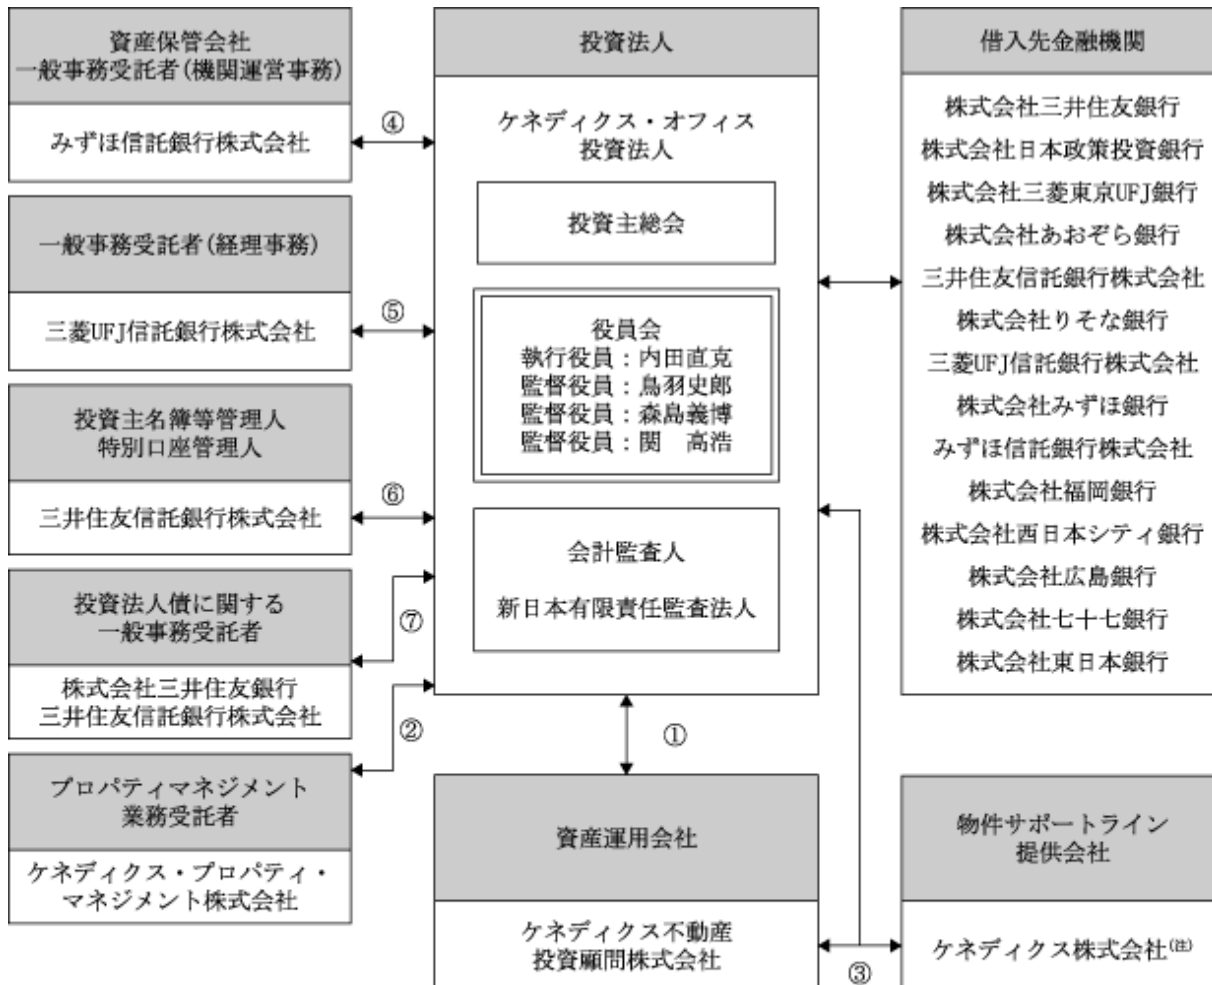 資産保管会社
一般事務受託者(機関運営事務)
みずほ信託銀行株式会社
④
一般事務受託者(経理事務)
三菱UFJ信託銀行株式会社
⑤
投資主名簿等管理人
特別口座管理人
三井住友信託銀行株式会社
⑥
投資法人債に関する
一般事務受託者
株式会社三井住友銀行
三井住友信託銀行株式会社
⑦
プロパティマネジメント
業務受託者
ケネディクス・プロパティ・
マネジメント株式会社
②
投資法人
ケネディクス・オフィス
投資法人
投資主総会
役員会
執行役員：内田直克
監督役員：鳥羽史郎
監督役員：森島義博
監督役員：関　高浩
会計監査人
新日本有限責任監査法人
①
資産運用会社
ケネディクス不動産
投資顧問株式会社
③
借入先金融機関
株式会社三井住友銀行
株式会社日本政策投資銀行
株式会社三菱東京UFJ銀行
株式会社あおぞら銀行
三井住友信託銀行株式会社
株式会社りそな銀行
三菱UFJ信託銀行株式会社
株式会社みずほ銀行
みずほ信託銀行株式会社
株式会社福岡銀行
株式会社西日本シティ銀行
株式会社広島銀行
株式会社七十七銀行
株式会社東日本銀行
物件サポートライン
提供会社
ケネディクス株式会社(注)